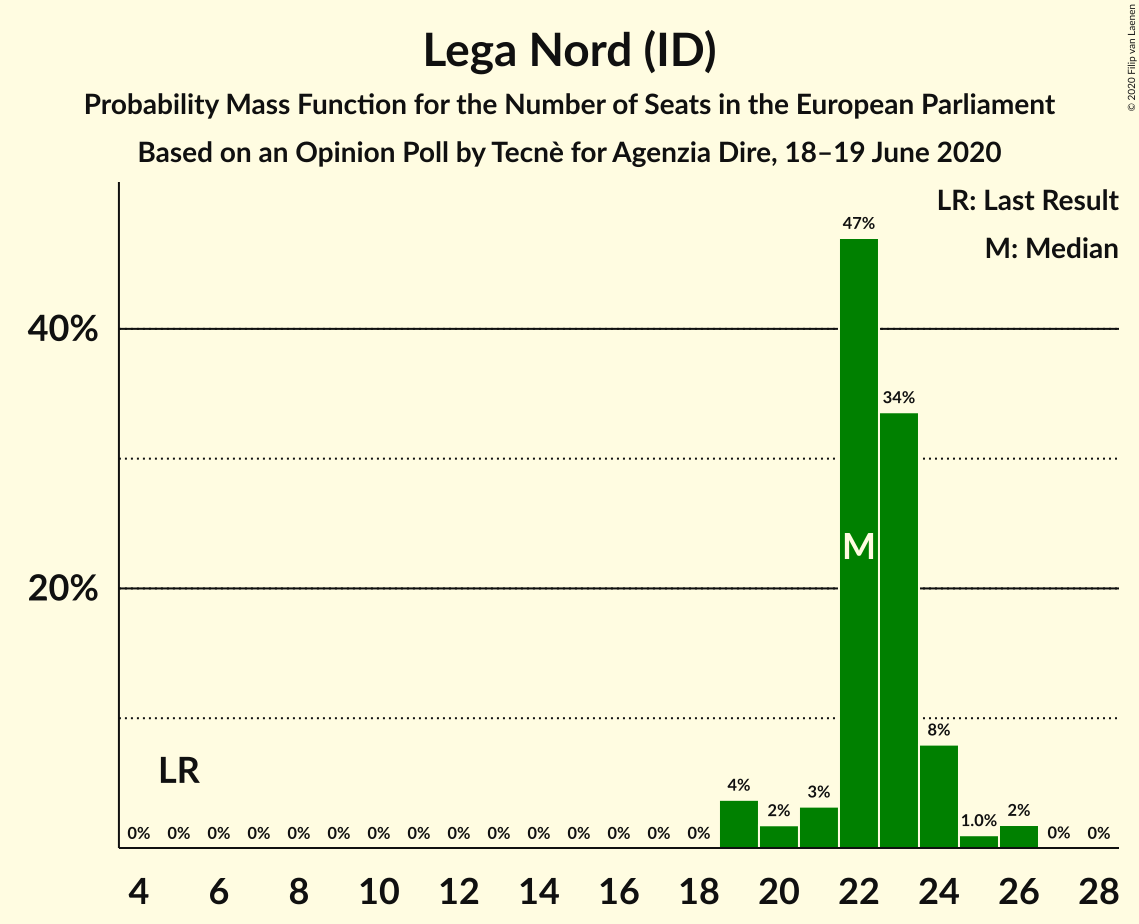 Lega Nord (ID)
Probability Mass Function for the Number of Seats in the European Parliament
Based on an Opinion Poll by Tecnè for Agenzia Dire, 18–19 June 2020
© 2020 Filip van Laenen
LR: Last Result
M: Median
47%
40%
34%
M
20%
8%
LR
4%
3%
2%
1.0%
2%
0% 0% 0% 0% 0% 0% 0% 0% 0% 0% 0% 0% 0% 0% 0% 0% 0%
4 6 8 10 12 14 16 18 20 22 24 26 28